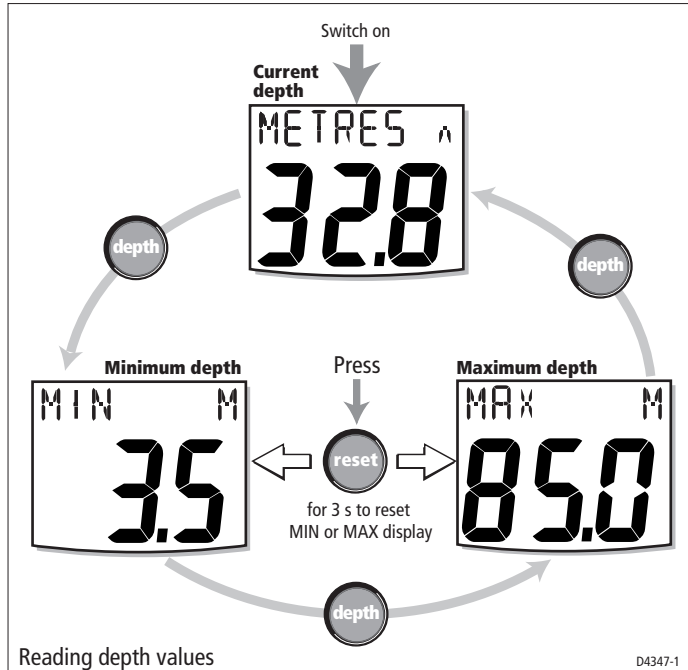 Switch on
Current
depth
METRES ^
32.8
depth
depth
Minimum depth
MIN M
3.5
Press
reset
for 3 s to reset
MIN or MAX display
Maximum depth
MAX M
85.0
depth
Reading depth values
D4347-1